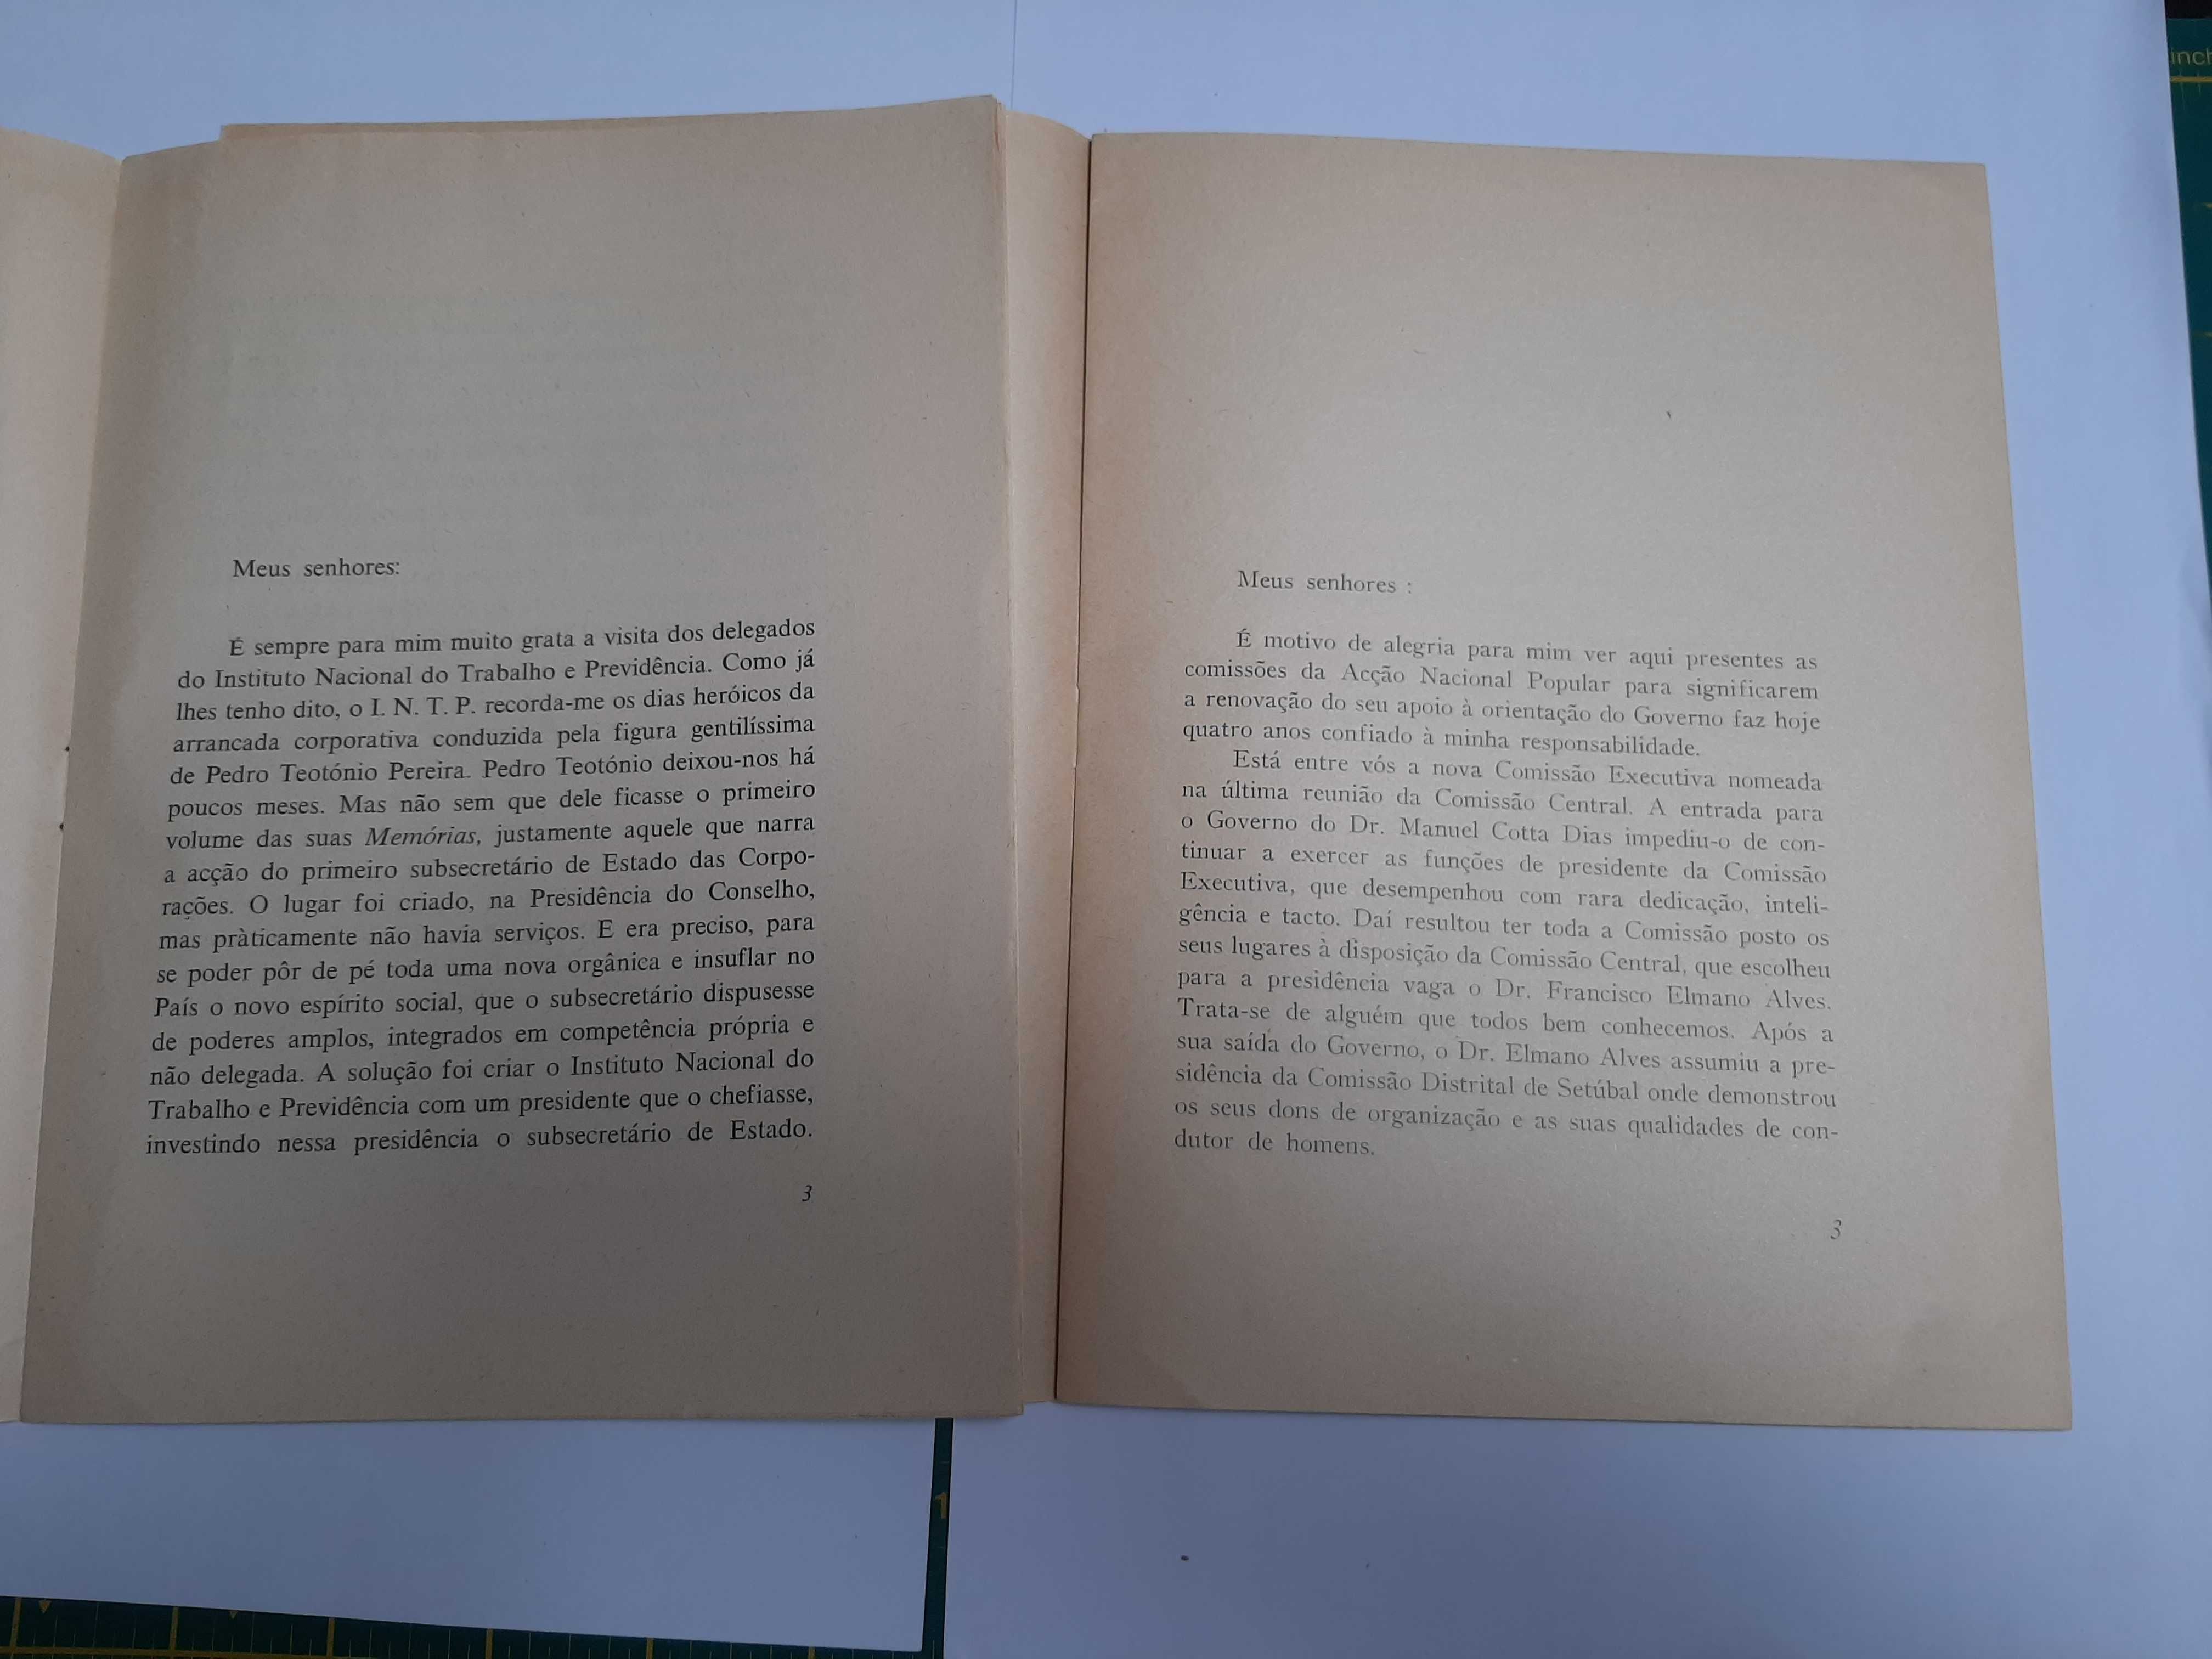 Meus senhores:
É sempre para mim muito grata a visita dos delegados
do Instituto Nacional do Trabalho e Previdência. Como já
lhes tenho dito, o I. N. T. P. recorda-me os dias heróicos da
arrancada corporativa conduzida pela figura gentilíssima
de Pedro Teotónio Pereira. Pedro Teotónio deixou-nos há
poucos meses. Mas não sem que dele ficasse o primeiro
volume das suas Memórias, justamente aquele que narra
a acção do primeiro subsecretário de Estado das Corpo-
rações. O lugar foi criado, na Presidência do Conselho,
mas pràticamente não havia serviços. E era preciso, para
se poder pôr de pé toda uma nova orgânica e insuflar no
País o novo espírito social, que o subsecretário dispusesse
de poderes amplos, integrados em competência própria e
não delegada. A solução foi criar o Instituto Nacional do
Trabalho e Previdência com um presidente que o chefiasse,
investindo nessa presidência o subsecretário de Estado.
3
Meus senhores :
É motivo de alegria para mim ver aqui presentes as
comissões da Acção Nacional Popular para significarem
a renovação do seu apoio à orientação do Governo faz hoje
quatro anos confiado à minha responsabilidade.
Está entre vós a nova Comissão Executiva nomeada
na última reunião da Comissão Central. A entrada para
o Governo do Dr. Manuel Cotta Dias impediu-o de con-
tinuar a exercer as funções de presidente da Comissão
Executiva, que desempenhou com rara dedicação, inteli-
gência e tacto. Daí resultou ter toda a Comissão posto os
seus lugares à disposição da Comissão Central, que escolheu
para a presidência vaga o Dr. Francisco Elmano Alves.
Trata-se de alguém que todos bem conhecemos. Após a
sua saída do Governo, o Dr. Elmano Alves assumiu a pre-
sidência da Comissão Distrital de Setúbal onde demonstrou
os seus dons de organização e as suas qualidades de con-
dutor de homens.
3
inch
1